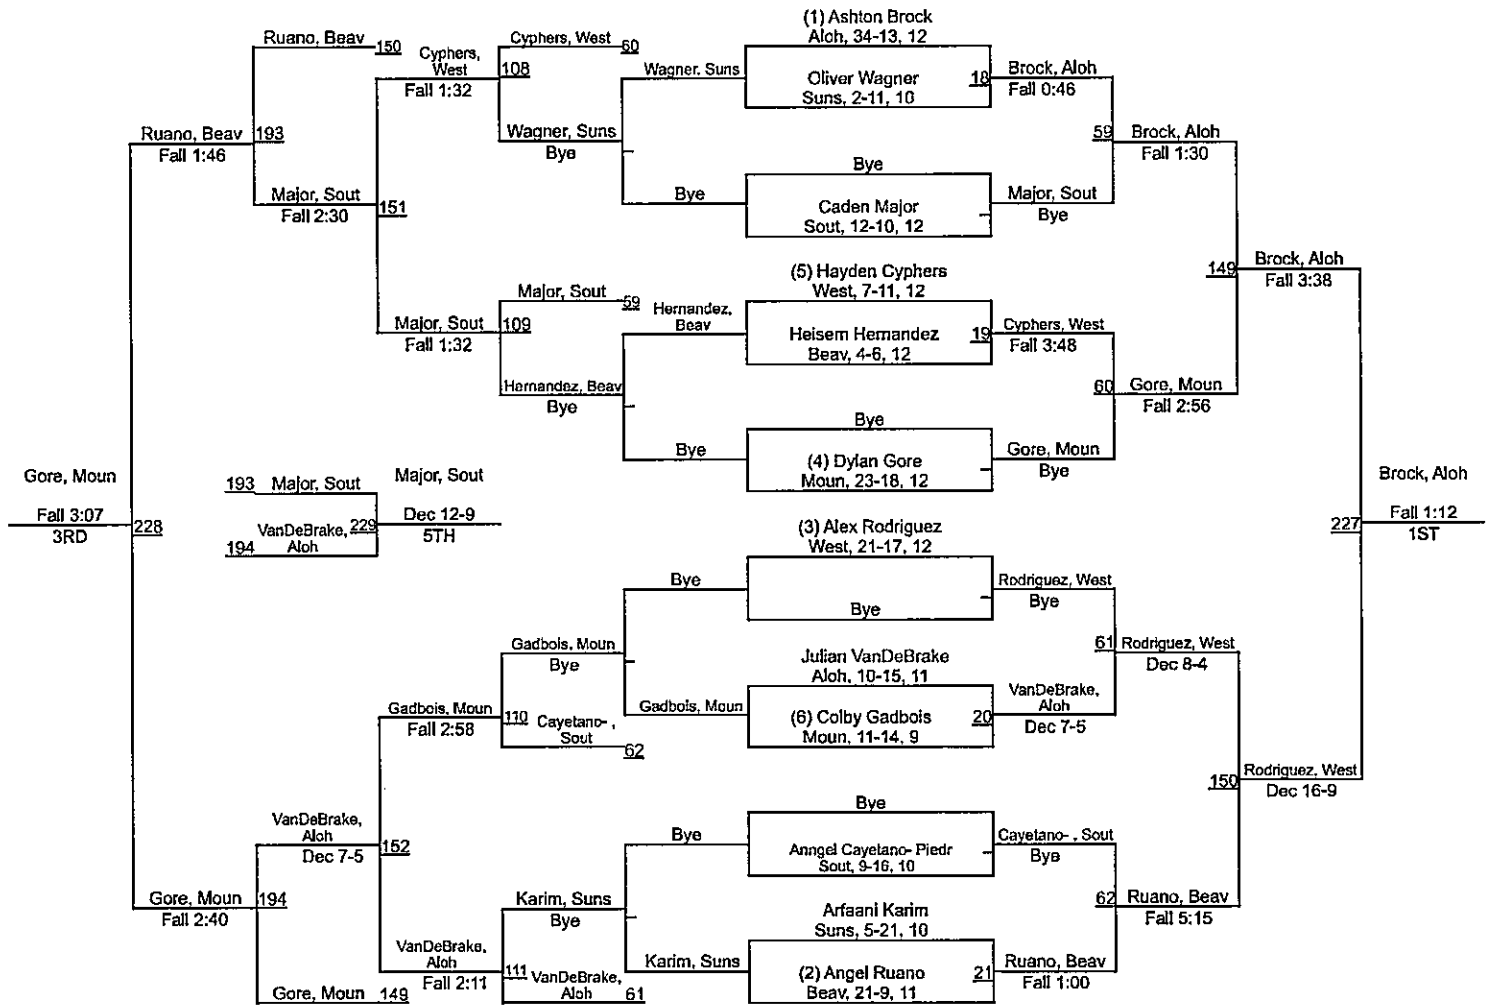 (1) Ashton Brock
Aloh, 34-13, 12
Ruano, Beav 150
Cyphers, West
Cyphers, West 60
108
Fall 1:32
Wagner. Suns
Oliver Wagner
Suns, 2-11, 10
18
Brock, Aloh
Fall 0:46
Ruano, Beav
Fall 1:46
193
Wagner, Suns
Bye
59
Brock, Aloh
Fall 1:30
Major, Sout
Fall 2:30
151
Bye
Bye
Caden Major
Sout, 12-10, 12
Major, Sout
Bye
149
Brock, Aloh
Fall 3:38
(5) Hayden Cyphers
West, 7-11, 12
Major, Sout
59
Major, Sout
Fall 1:32
109
Hernandez,
Beav
Heisem Hernandez
Beav, 4-6, 12
19
Cyphers, West
Fall 3:48
Hernandez, Beav
Bye
60
Gore, Moun
Fall 2:56
Bye
Bye
(4) Dylan Gore
Moun, 23-18, 12
Gore, Moun
Bye
Gore, Moun
Fall 3:07
3RD
228
193 Major, Sout
VanDeBrake,
Aloh
194
229
Major, Sout
Dec 12-9
5TH
Brock, Aloh
Fall 1:12
1ST
227
(3) Alex Rodriguez
West, 21-17, 12
Bye
Bye
Rodriguez, West
Bye
Gadbois, Moun
Bye
61
Rodriguez, West
Dec 8-4
Julian VanDeBrake
Aloh, 10-15, 11
Gadbois, Moun
Fall 2:58
110
Cayetano- ,
Sout
62
Gadbois, Moun
(6) Colby Gadbois
Moun, 11-14, 9
20
VanDeBrake,
Aloh
Dec 7-5
150
Rodriguez, West
Dec 16-9
VanDeBrake,
Aloh
Dec 7-5
152
Bye
Bye
Anngel Cayetano- Piedr
Sout, 9-16, 10
Cayetano- , Sout
Bye
Gore, Moun
Fall 2:40
194
Karim, Suns
Bye
62
Ruano, Beav
Fall 5:15
Arfaani Karim
Suns, 5-21, 10
VanDeBrake,
Aloh
Fall 2:11
111
VanDeBrake,
Aloh
61
Karim, Suns
(2) Angel Ruano
Beav, 21-9, 11
21
Ruano, Beav
Fall 1:00
Gore, Moun 149